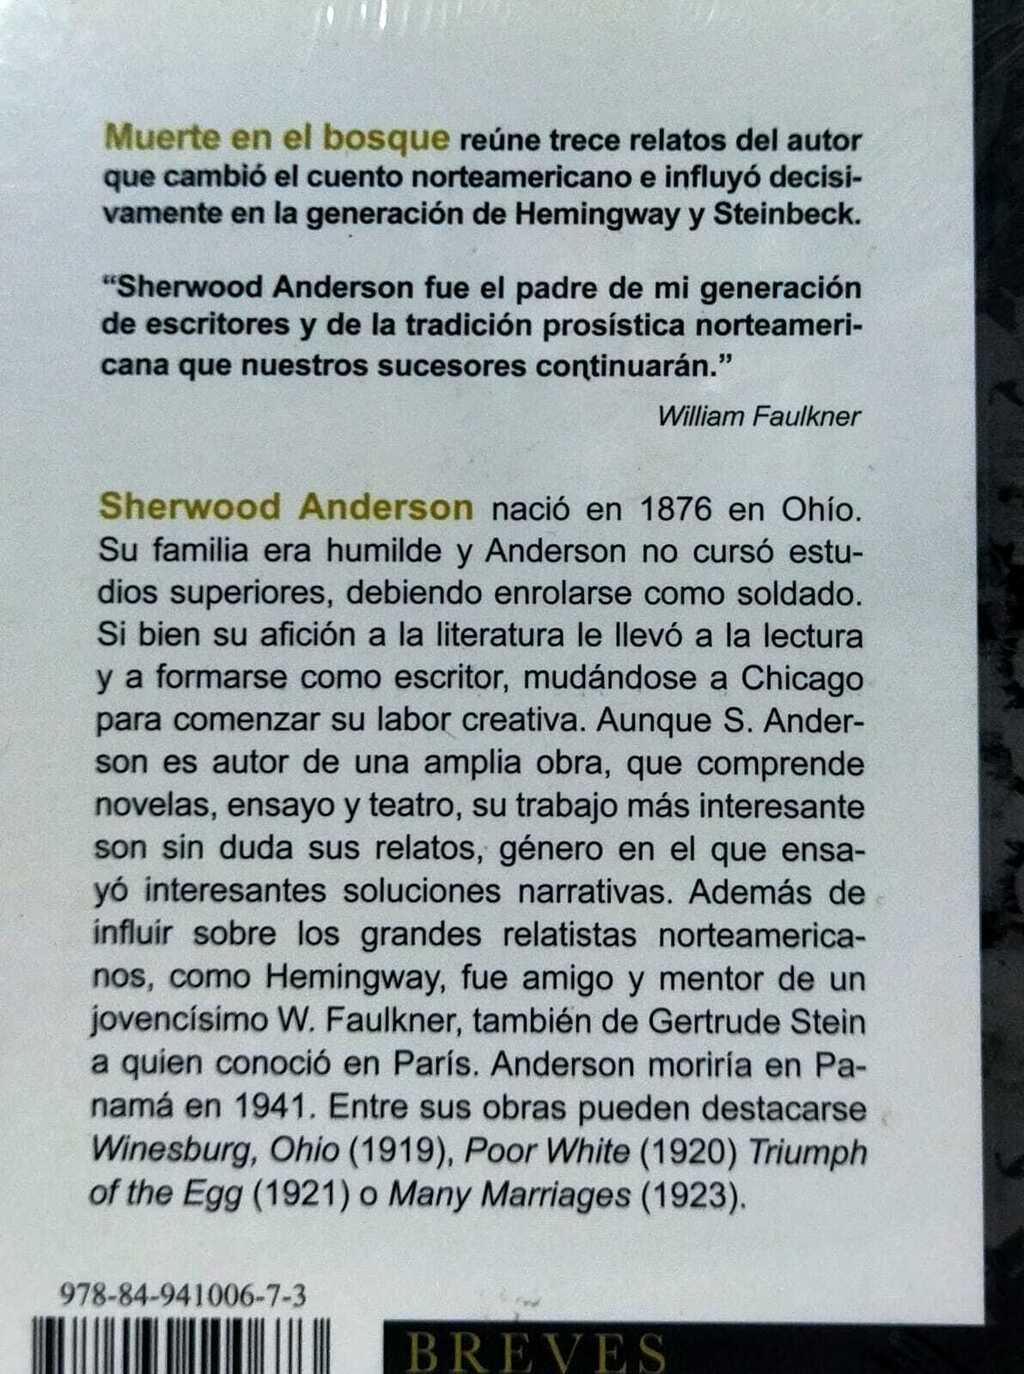 Muerte en el bosque reúne trece relatos del autor
que cambió el cuento norteamericano e influyó decisi-
vamente en la generación de Hemingway y Steinbeck.
“Sherwood Anderson fue el padre de mi generación
de escritores y de la tradición prosística norteameri-
cana que nuestros sucesores continuarán.”
William Faulkner
Sherwood Anderson nació en 1876 en Ohío.
Su familia era humilde y Anderson no cursó estu-
dios superiores, debiendo enrolarse como soldado.
Si bien su afición a la literatura le llevó a la lectura
y a formarse como escritor, mudándose a Chicago
para comenzar su labor creativa. Aunque S. Ander-
son es autor de una amplia obra, que comprende
novelas, ensayo y teatro, su trabajo más interesante
son sin duda sus relatos, género en el que ensa-
yó interesantes soluciones narrativas. Además de
influir sobre los grandes relatistas norteamerica-
nos, como Hemingway, fue amigo y mentor de un
jovencísimo W. Faulkner, también de Gertrude Stein
a quien conoció en París. Anderson moriría en Pa-
namá en 1941. Entre sus obras pueden destacarse
Winesburg, Ohio (1919), Poor White (1920) Triumph
of the Egg (1921) o Many Marriages (1923).
978-84-941006-7-3
BREVES